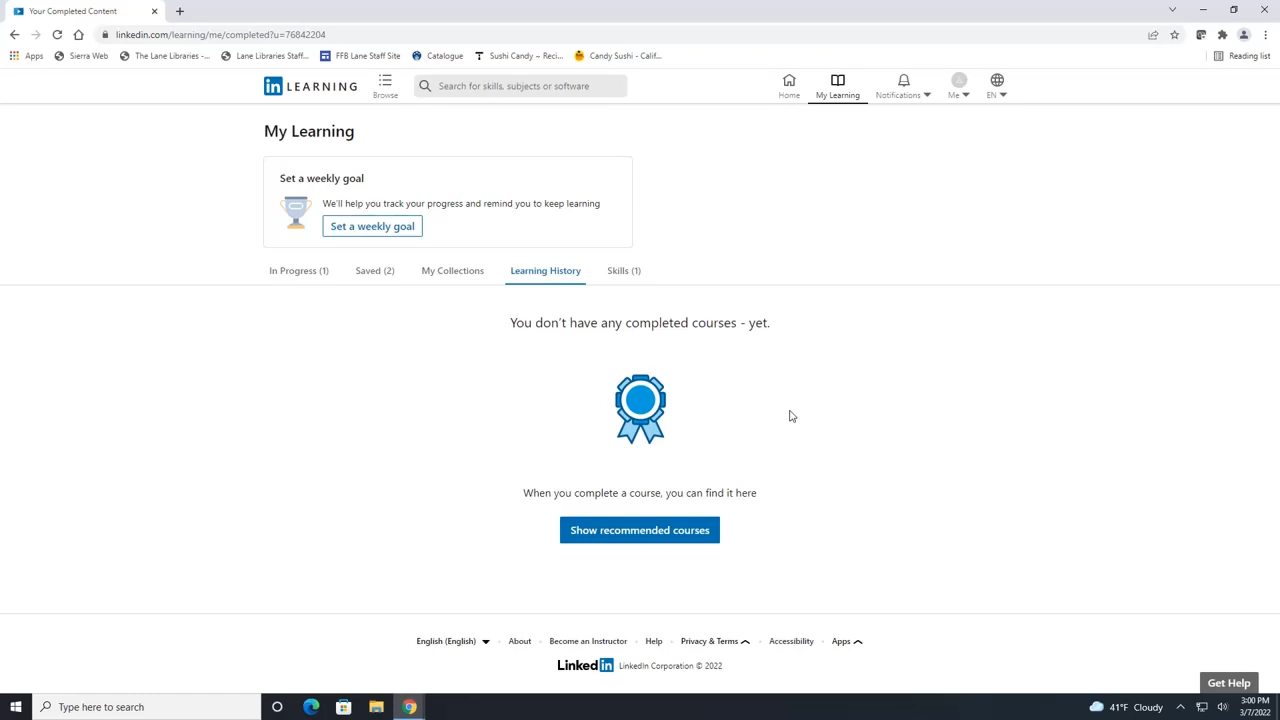 Your Completed Content
linkedin.com/learning/me/completed?u=76842204
Apps Sierra Web The Lane Libraries -... Lane Libraries Staff... FFB Lane Staff Site Catalogue Sushi Candy ~ Reci... Candy Sushi - Calif... Reading list
in LEARNING Browse Search for skills, subjects or software Home My Learning Notifications Me EN
My Learning
Set a weekly goal
We'll help you track your progress and remind you to keep learning
Set a weekly goal
In Progress (1) Saved (2) My Collections Learning History Skills (1)
You don't have any completed courses - yet.
When you complete a course, you can find it here
Show recommended courses
English (English) About Become an Instructor Help Privacy & Terms Accessibility Apps
Linked in LinkedIn Corporation © 2022
Get Help
Type here to search 41°F Cloudy 3:00 PM
3/7/2022